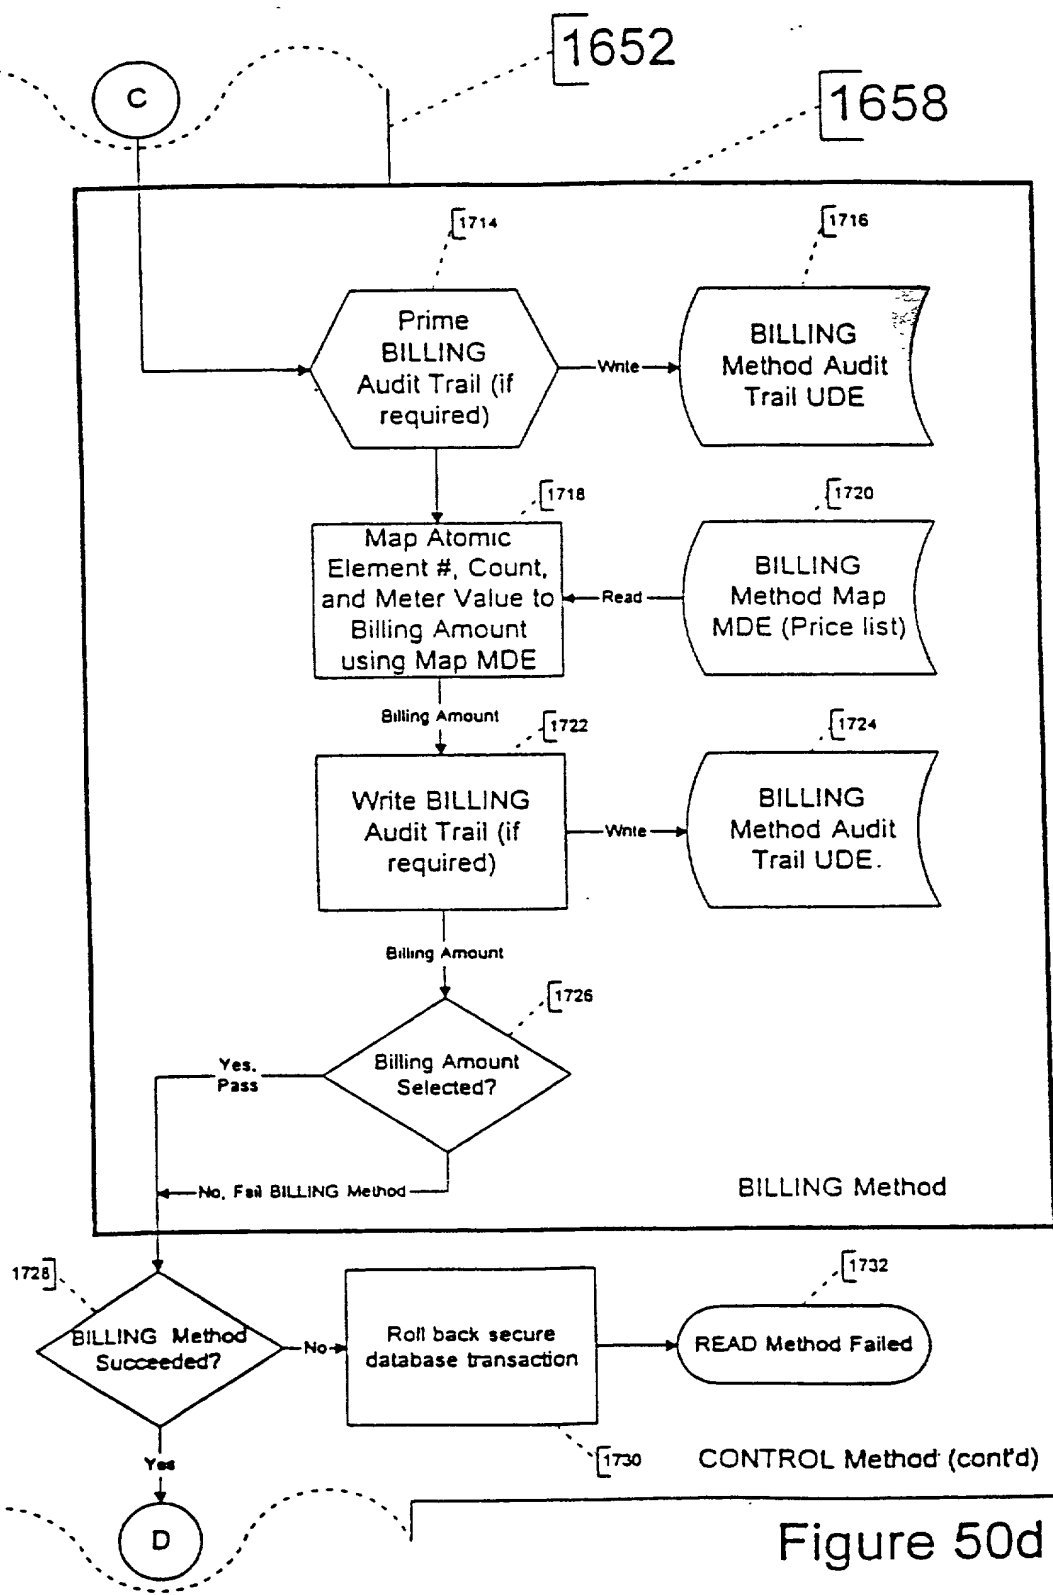 1652
C
1658
1714
1716
Prime
BILLING
Audit Trail (if
required)
Write
BILLING
Method Audit
Trail UDE
1718
1720
Map Atomic
Element #, Count,
and Meter Value to
Billing Amount
using Map MDE
Read
BILLING
Method Map
MDE (Price list)
Billing Amount
1722
1724
Write BILLING
Audit Trail (if
required)
Write
BILLING
Method Audit
Trail UDE.
Billing Amount
1726
Billing Amount
Selected?
Yes,
Pass
No, Fail BILLING Method
BILLING Method
1728
1732
BILLING Method
Succeeded?
No
Roll back secure
database transaction
READ Method Failed
Yes
1730
CONTROL Method (cont'd)
D
Figure 50d